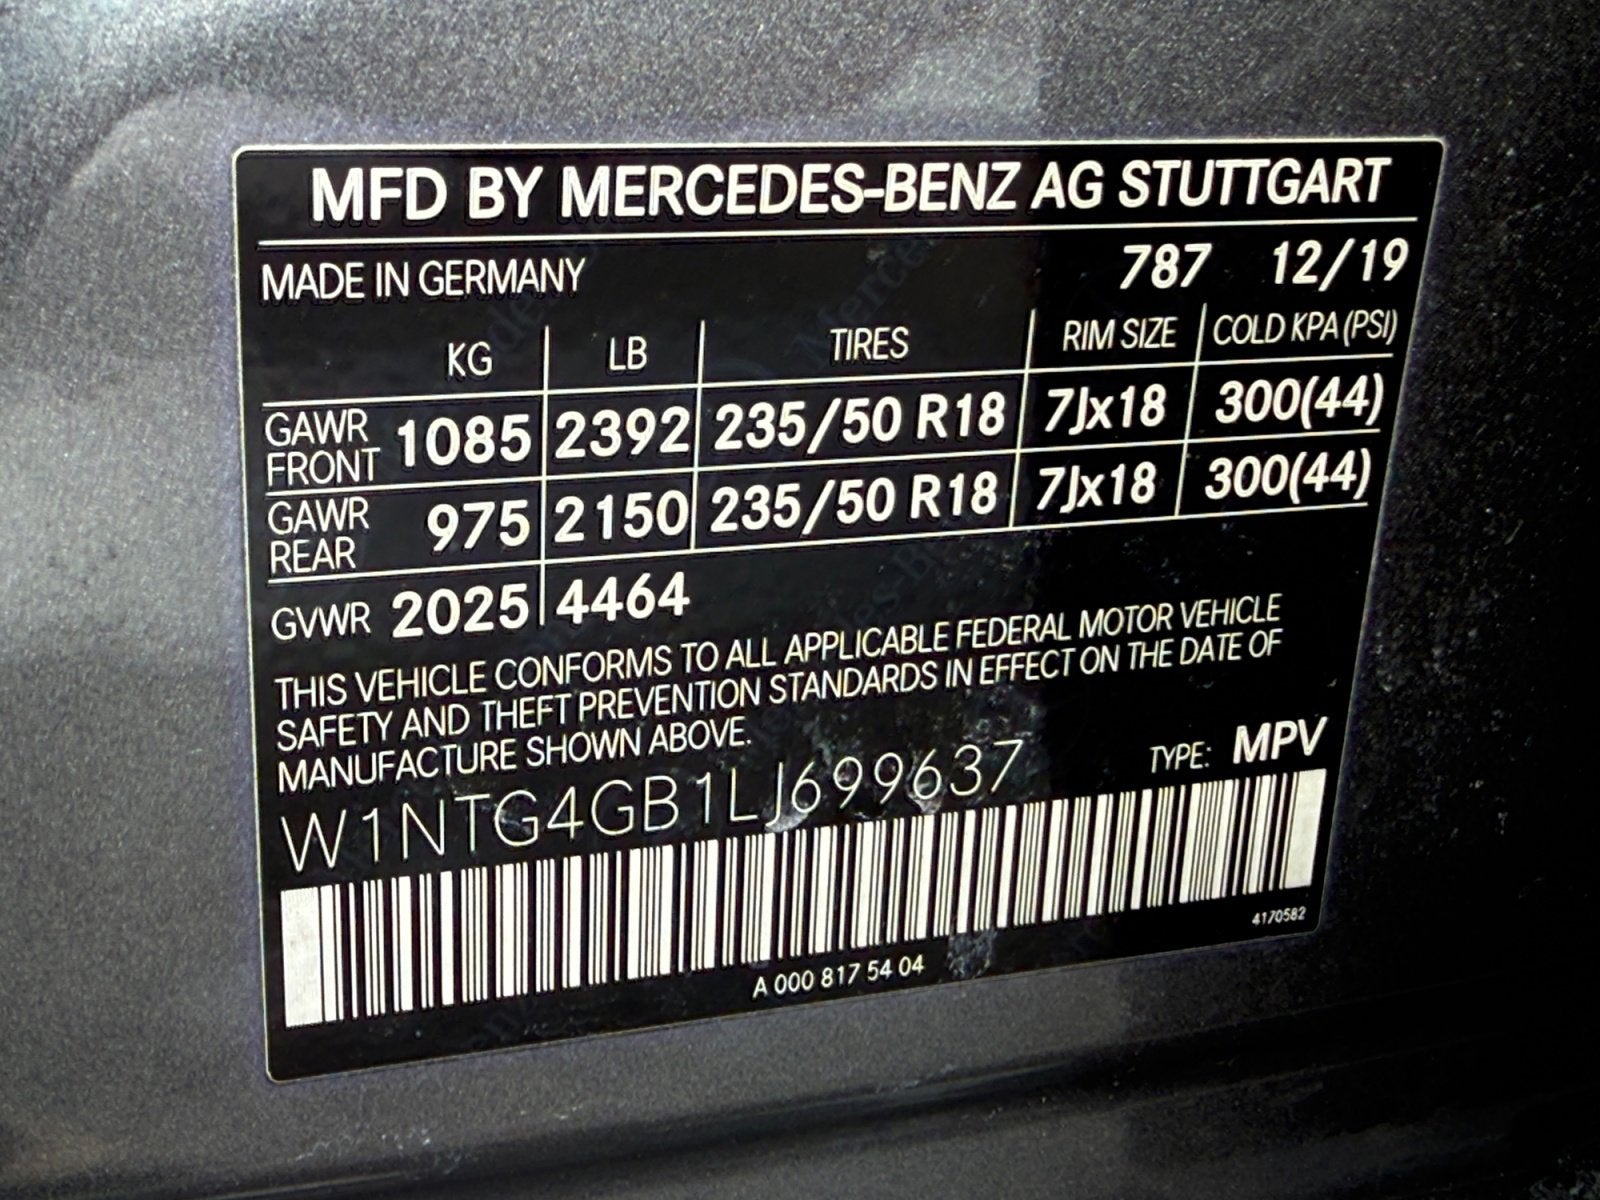 MFD BY MERCEDES-BENZ AG STUTTGART
MADE IN GERMANY 787 12/19
KG LB TIRES RIM SIZE COLD KPA (PSI)
GAWR FRONT 1085 2392 235/50 R18 7Jx18 300(44)
GAWR REAR 975 2150 235/50 R18 7Jx18 300(44)
GVWR 2025 4464
THIS VEHICLE CONFORMS TO ALL APPLICABLE FEDERAL MOTOR VEHICLE
SAFETY AND THEFT PREVENTION STANDARDS IN EFFECT ON THE DATE OF
MANUFACTURE SHOWN ABOVE.
W1NTG4GB1LJ699637 TYPE: MPV
4170582
A 000 817 54 04